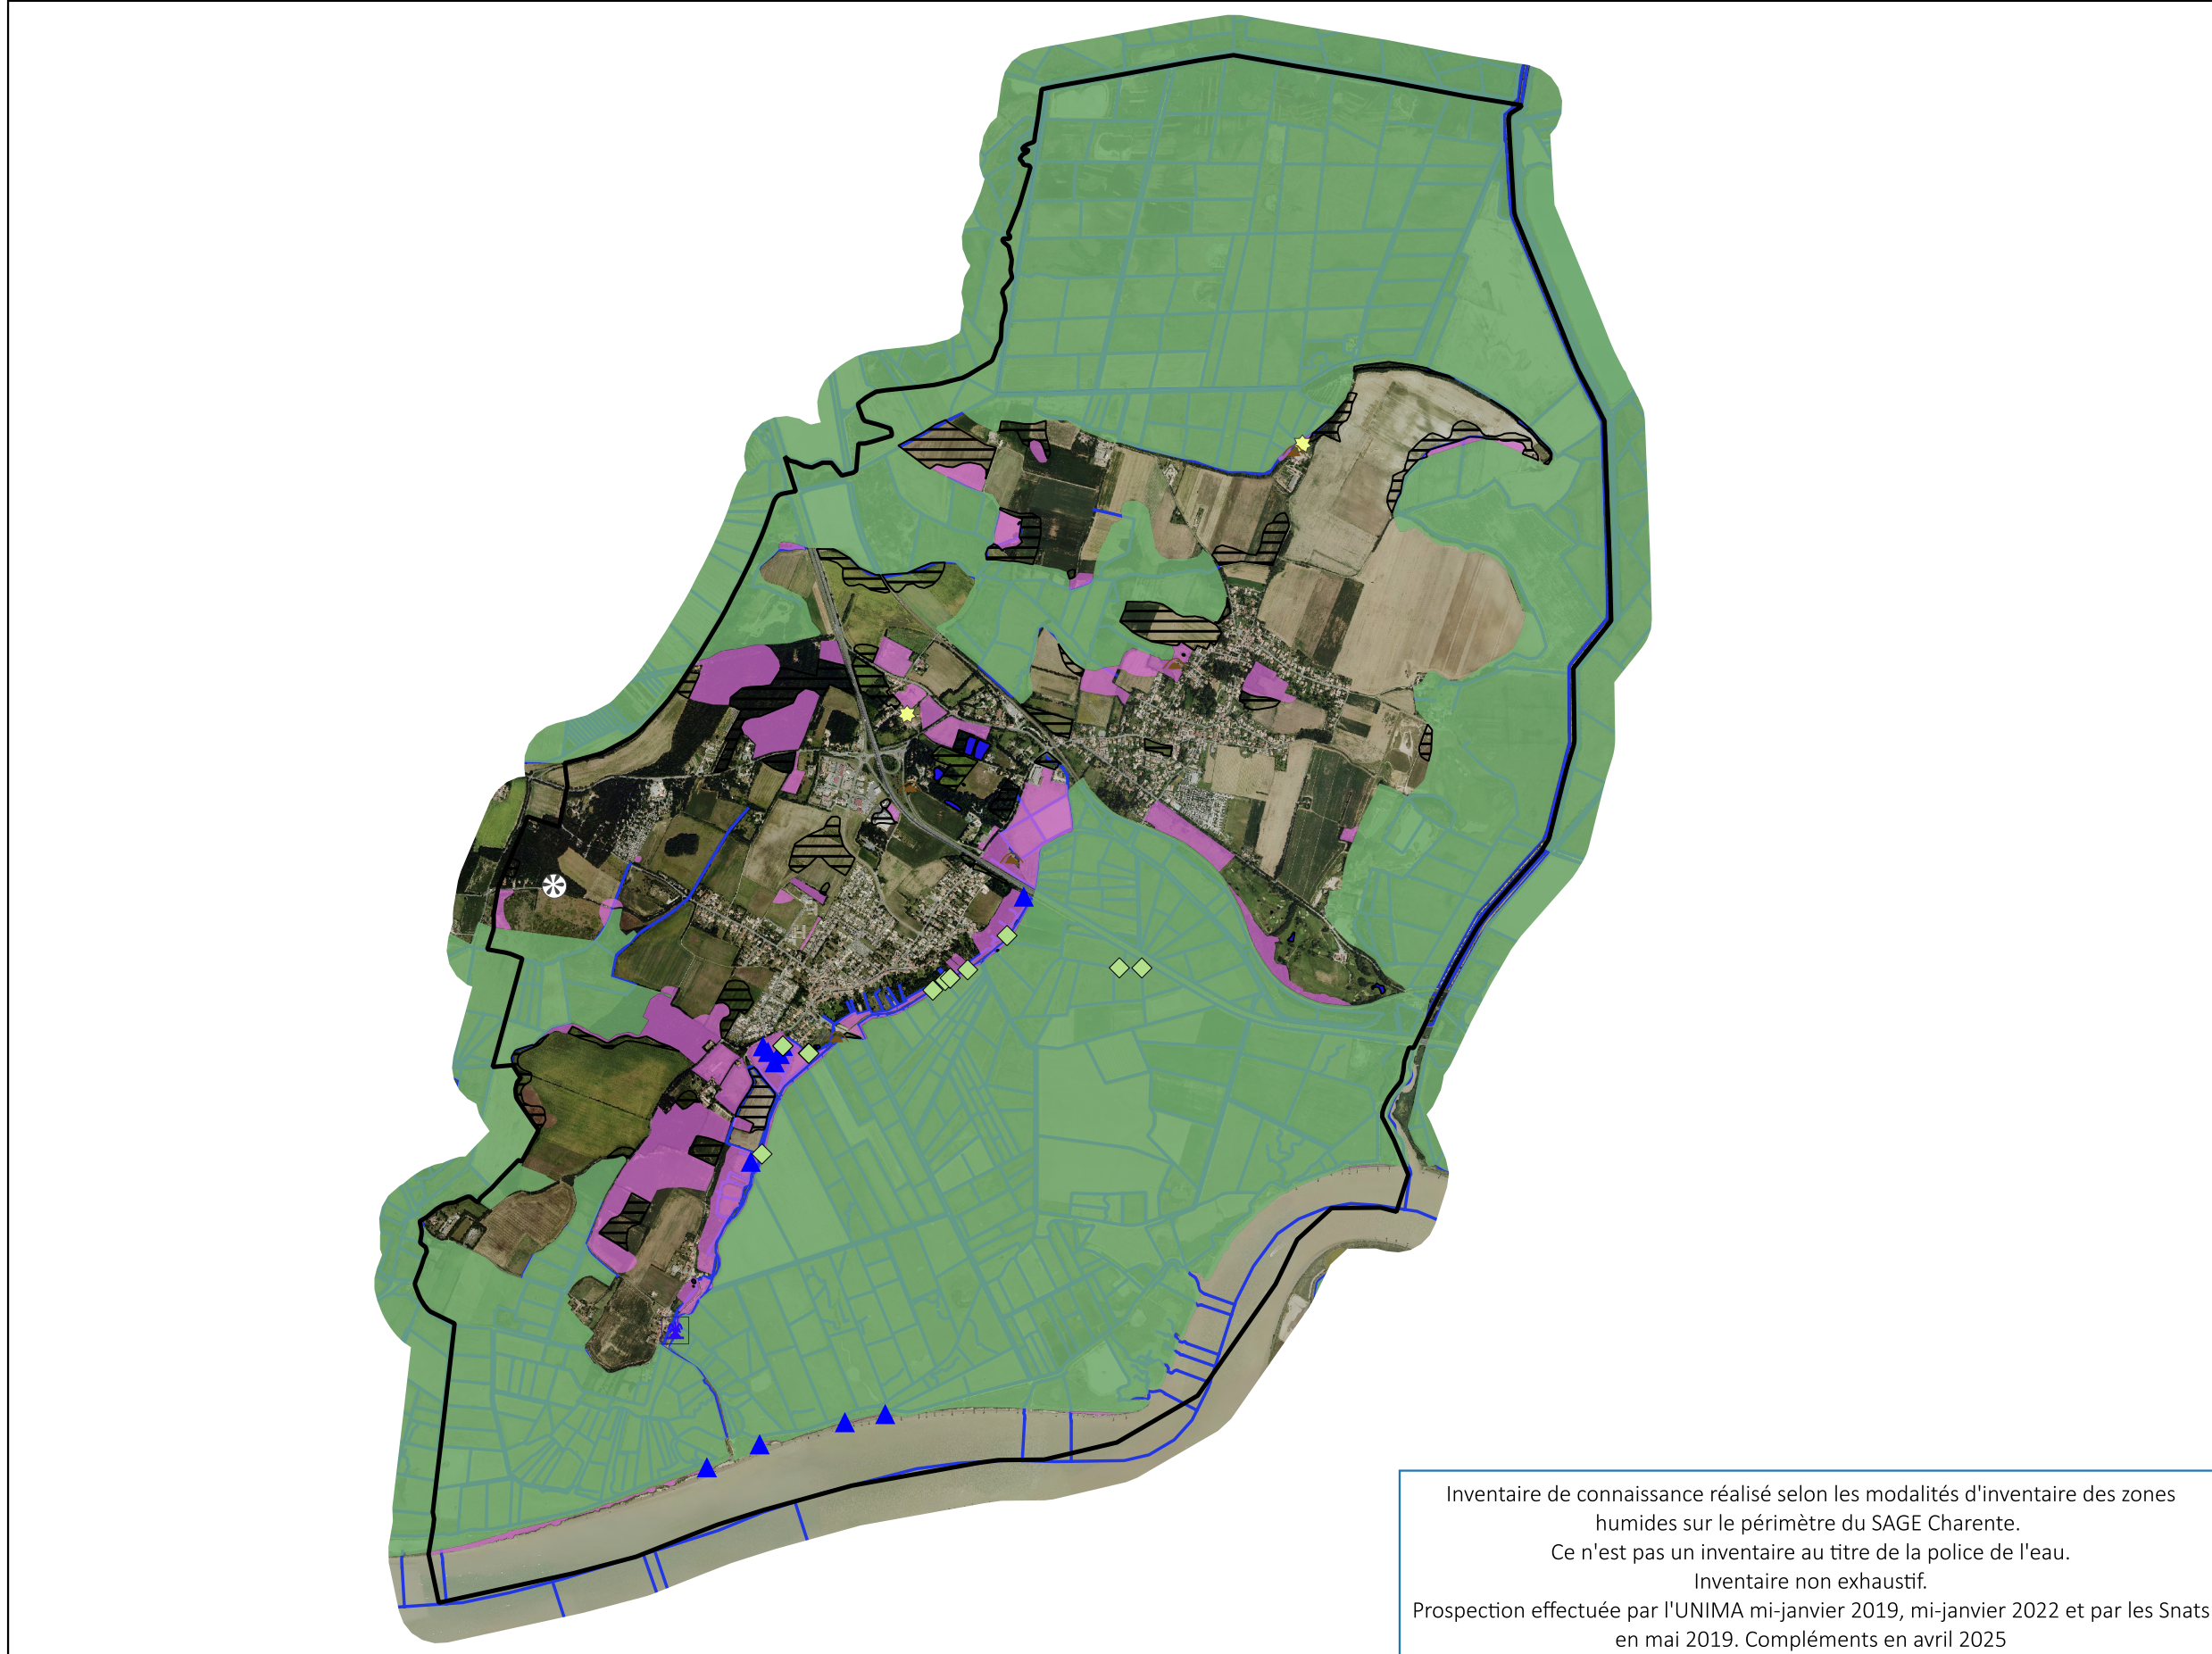 Inventaire de connaissance réalisé selon les modalités d'inventaire des zones
humides sur le périmètre du SAGE Charente.
Ce n'est pas un inventaire au titre de la police de l'eau.
Inventaire non exhaustif.
Prospection effectuée par l'UNIMA mi-janvier 2019, mi-janvier 2022 et par les Snats
en mai 2019. Compléments en avril 2025